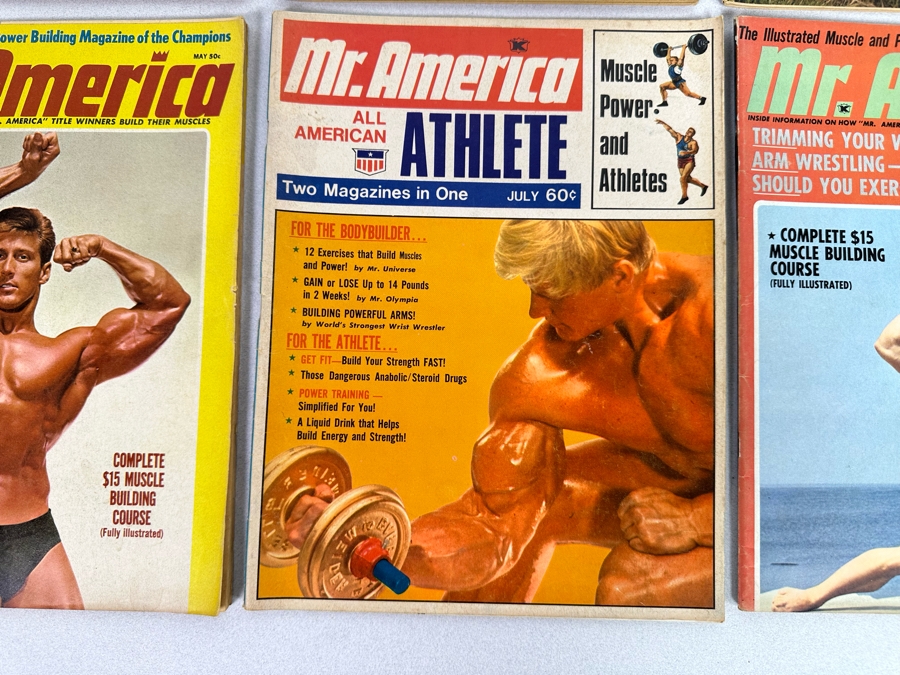 ower Building Magazine of the Champions
MAY 50c
America
. AMERICA" TITLE WINNERS BUILD THEIR MUSCLES
COMPLETE
$15 MUSCLE
BUILDING
COURSE
(Fully illustrated)
Mr. America
ALL
AMERICAN
ATHLETE
Two Magazines in One JULY 60¢
Muscle
Power
and
Athletes
FOR THE BODYBUILDER...
★ 12 Exercises that Build Muscles
and Power! by Mr. Universe
★ GAIN or LOSE Up to 14 Pounds
in 2 Weeks! by Mr. Olympia
★ BUILDING POWERFUL ARMS!
by World's Strongest Wrist Wrestler
FOR THE ATHLETE...
★ GET FIT—Build Your Strength FAST!
★ Those Dangerous Anabolic/Steroid Drugs
★ POWER TRAINING—
Simplified For You!
★ A Liquid Drink that Helps
Build Energy and Strength!
The Illustrated Muscle and P
Mr. A
INSIDE INFORMATION ON HOW "MR. AMER
TRIMMING YOUR W
ARM WRESTLING—
SHOULD YOU EXER
★ COMPLETE $15
MUSCLE BUILDING
COURSE
(FULLY ILLUSTRATED)